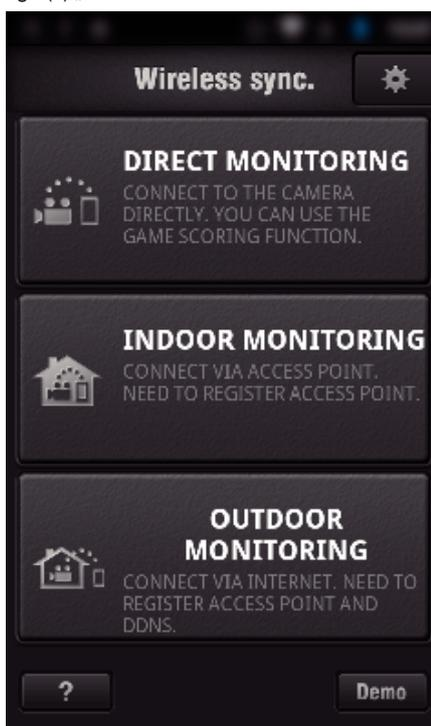 Wireless sync.
DIRECT MONITORING
CONNECT TO THE CAMERA
DIRECTLY. YOU CAN USE THE
GAME SCORING FUNCTION.
INDOOR MONITORING
CONNECT VIA ACCESS POINT.
NEED TO REGISTER ACCESS POINT.
OUTDOOR
MONITORING
CONNECT VIA INTERNET. NEED TO
REGISTER ACCESS POINT AND
DDNS.
?
Demo